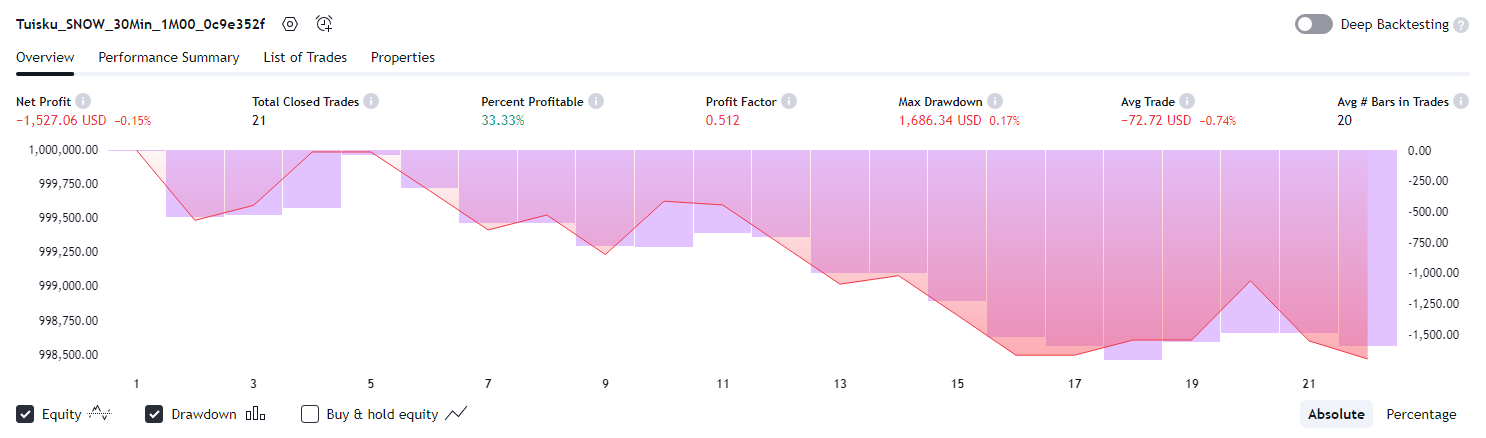 Tuisku_SNOW_30Min_1M00_0c9e352f
Deep Backtesting ?
Overview Performance Summary List of Trades Properties
Net Profit i Total Closed Trades i Percent Profitable i Profit Factor i Max Drawdown i Avg Trade i Avg # Bars in Trades i
−1,527.06 USD −0.15% 21 33.33% 0.512 1,686.34 USD 0.17% −72.72 USD −0.74% 20
1,000,000.00 0.00
999,750.00 -250.00
999,500.00 -500.00
999,250.00 -750.00
999,000.00 -1,000.00
998,750.00 -1,250.00
998,500.00 -1,500.00
1 3 5 7 9 11 13 15 17 19 21
Equity Drawdown Buy & hold equity Absolute Percentage